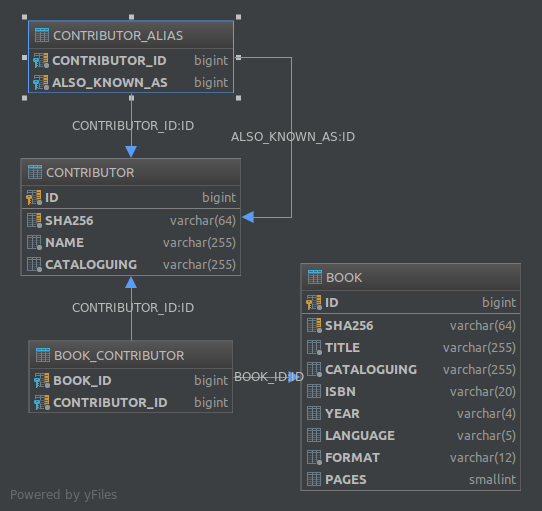 CONTRIBUTOR_ALIAS
CONTRIBUTOR_ID bigint
ALSO_KNOWN_AS bigint
CONTRIBUTOR_ID:ID
ALSO_KNOWN_AS:ID
CONTRIBUTOR
ID bigint
SHA256 varchar(64)
NAME varchar(255)
CATALOGUING varchar(255)
CONTRIBUTOR_ID:ID
BOOK_CONTRIBUTOR
BOOK_ID bigint
CONTRIBUTOR_ID bigint
BOOK_ID:ID
BOOK
ID bigint
SHA256 varchar(64)
TITLE varchar(255)
CATALOGUING varchar(255)
ISBN varchar(20)
YEAR varchar(4)
LANGUAGE varchar(5)
FORMAT varchar(12)
PAGES smallint
Powered by yFiles